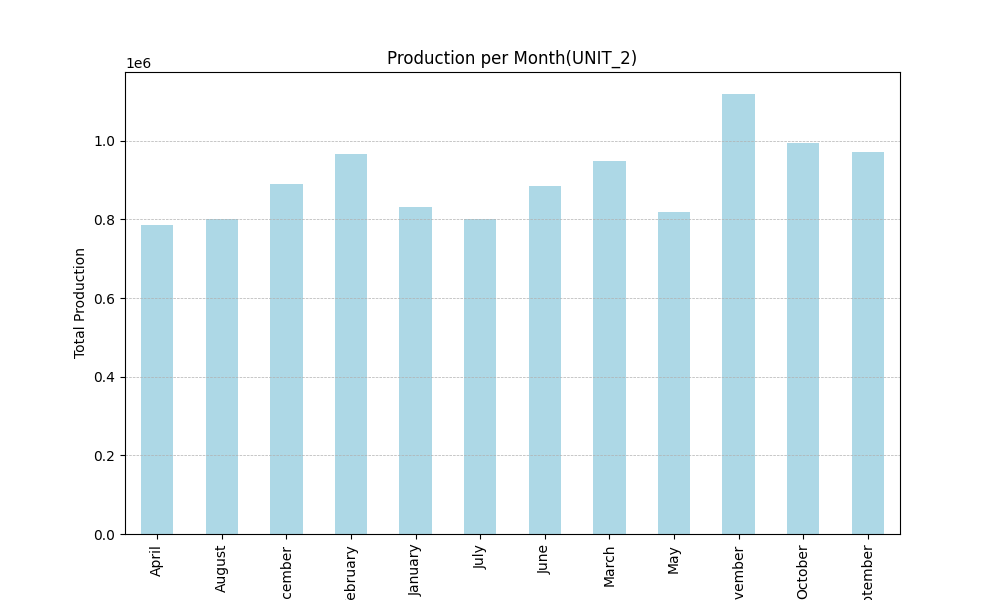 Production per Month(UNIT_2)
1e6
1.0
0.8
0.6
0.4
0.2
0.0
Total Production
April
August
cember
ebruary
January
July
June
March
May
vember
October
ptember